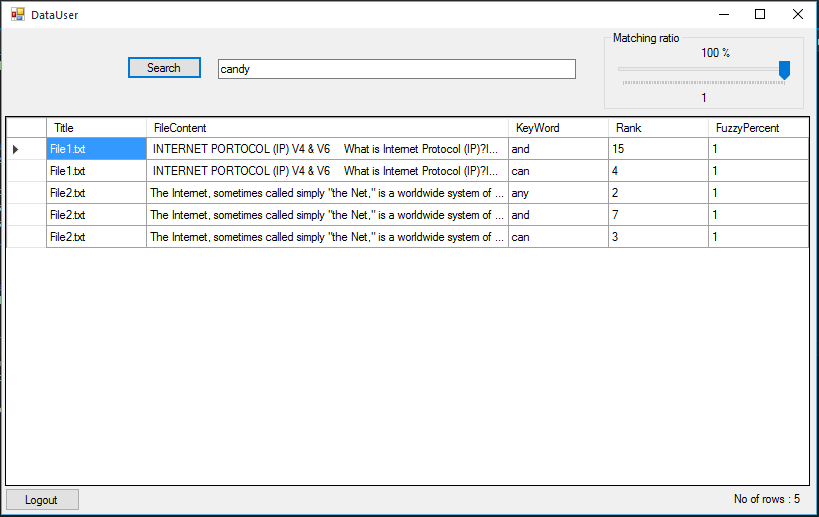 DataUser
Matching ratio
100 %
Search
candy
1
Title FileContent KeyWord Rank FuzzyPercent
File1.txt INTERNET PORTOCOL (IP) V4 & V6 What is Internet Protocol (IP)?I... and 15 1
File1.txt INTERNET PORTOCOL (IP) V4 & V6 What is Internet Protocol (IP)?I... can 4 1
File2.txt The Internet, sometimes called simply "the Net," is a worldwide system of ... any 2 1
File2.txt The Internet, sometimes called simply "the Net," is a worldwide system of ... and 7 1
File2.txt The Internet, sometimes called simply "the Net," is a worldwide system of ... can 3 1
Logout
No of rows : 5